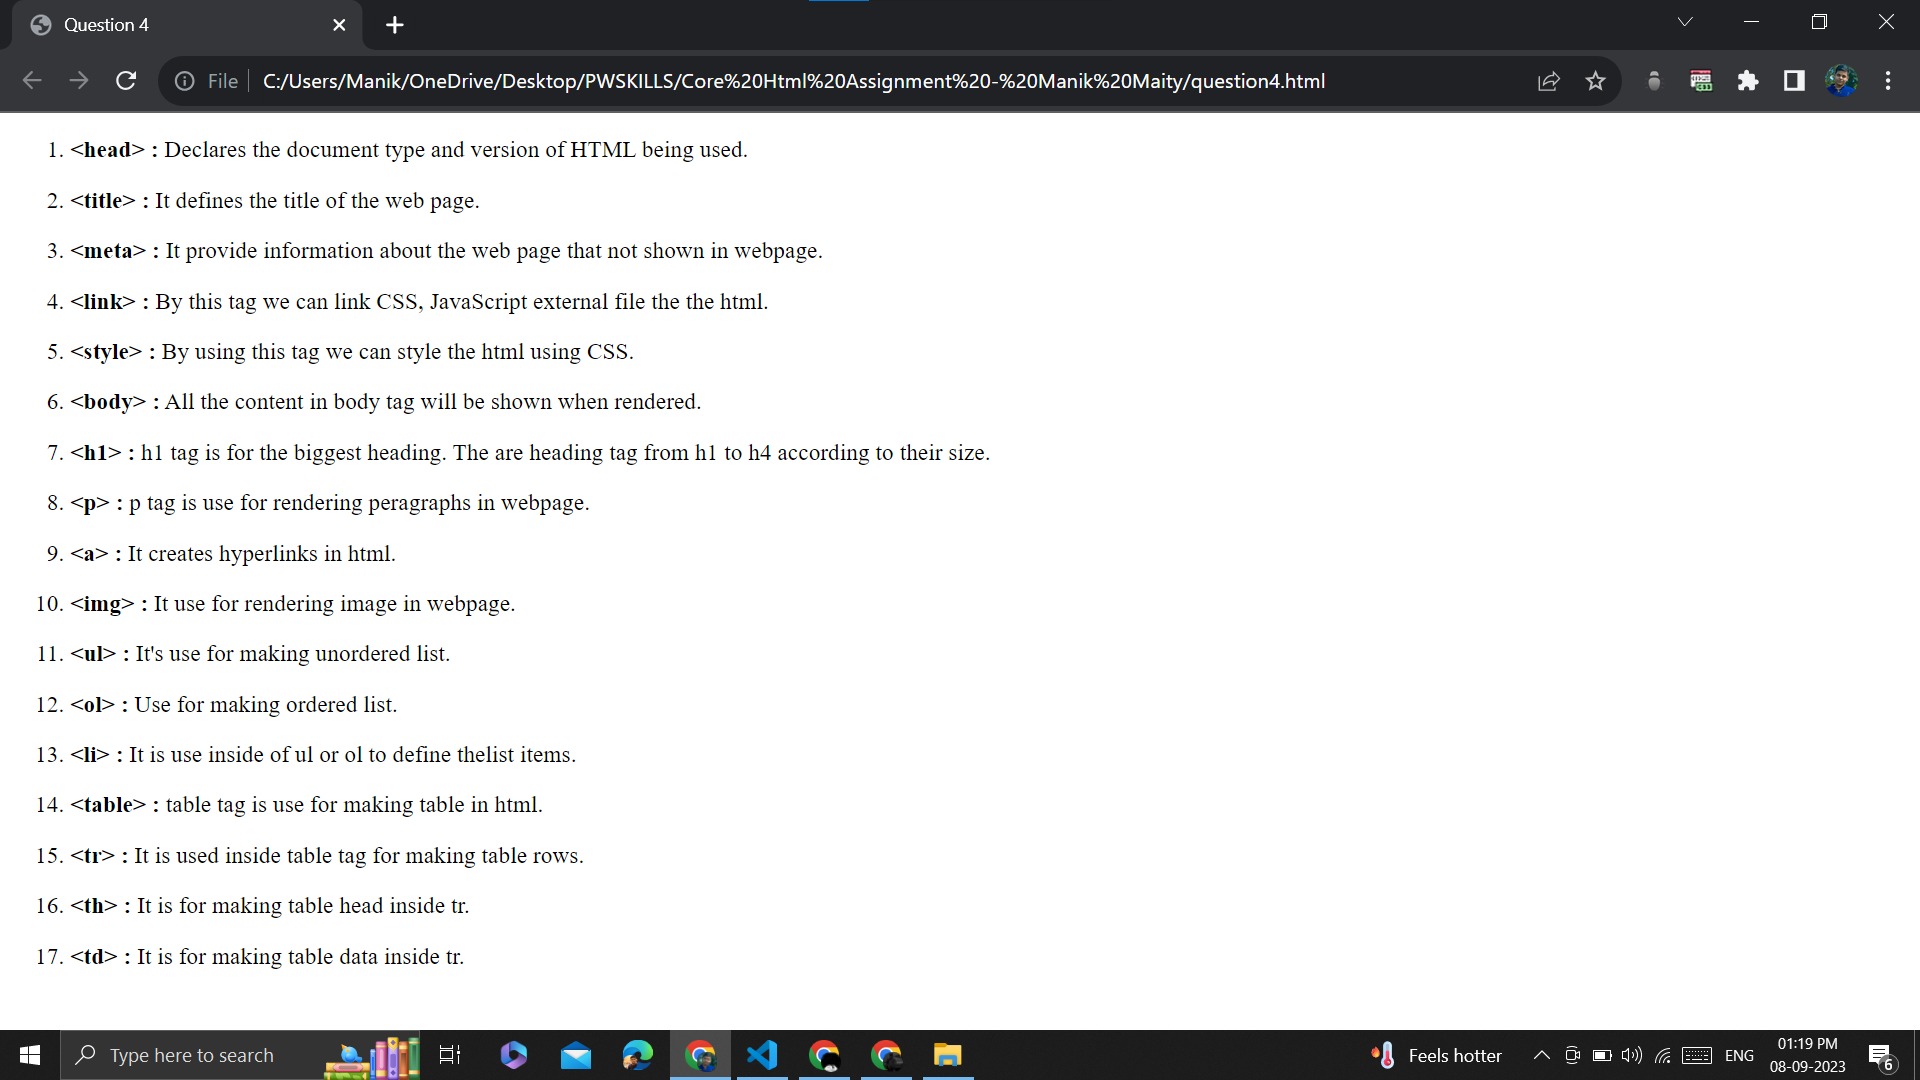 Question 4
File
C:/Users/Manik/OneDrive/Desktop/PWSKILLS/Core%20Html%20Assignment%20-%20Manik%20Maity/question4.html
1. <head> : Declares the document type and version of HTML being used.
2. <title> : It defines the title of the web page.
3. <meta> : It provide information about the web page that not shown in webpage.
4. <link> : By this tag we can link CSS, JavaScript external file the the html.
5. <style> : By using this tag we can style the html using CSS.
6. <body> : All the content in body tag will be shown when rendered.
7. <h1> : h1 tag is for the biggest heading. The are heading tag from h1 to h4 according to their size.
8. <p> : p tag is use for rendering peragraphs in webpage.
9. <a> : It creates hyperlinks in html.
10. <img> : It use for rendering image in webpage.
11. <ul> : It's use for making unordered list.
12. <ol> : Use for making ordered list.
13. <li> : It is use inside of ul or ol to define thelist items.
14. <table> : table tag is use for making table in html.
15. <tr> : It is used inside table tag for making table rows.
16. <th> : It is for making table head inside tr.
17. <td> : It is for making table data inside tr.
Type here to search
Feels hotter
ENG
01:19 PM
08-09-2023
6